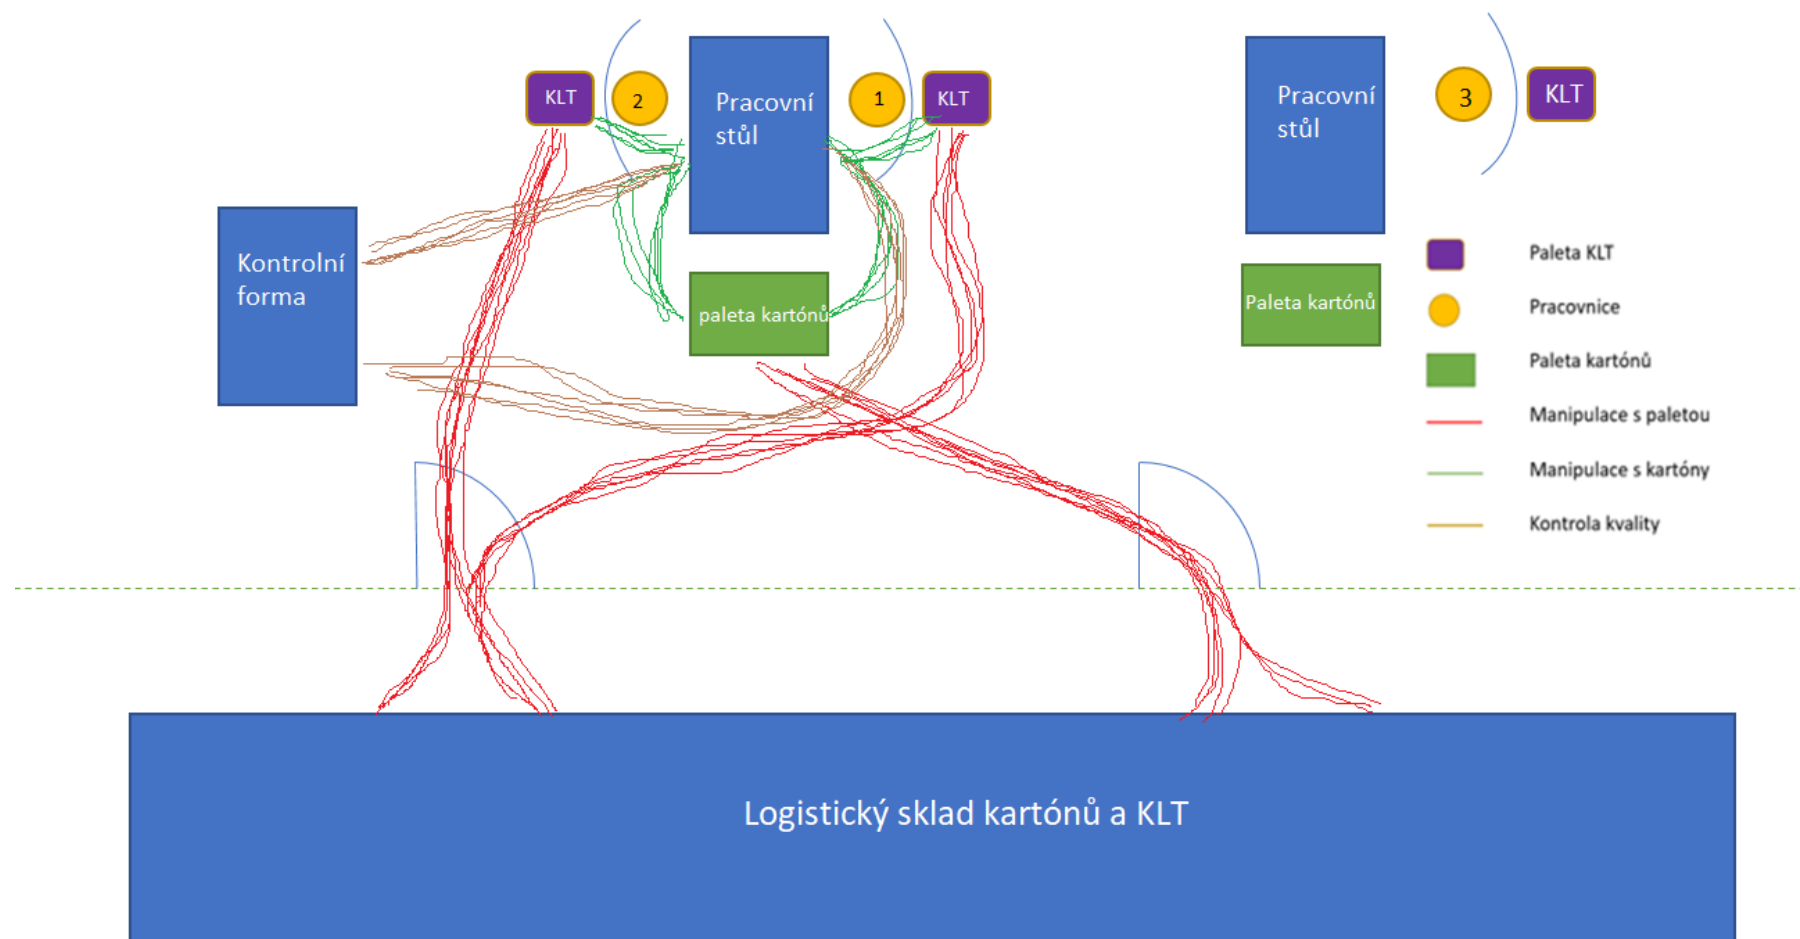 KLT
2
Pracovní
stůl
1
KLT
Pracovní
stůl
3
KLT
Kontrolní
forma
paleta kartónů
Paleta kartónů
Paleta KLT
Pracovnice
Paleta kartónů
Manipulace s paletou
Manipulace s kartóny
Kontrola kvality
Logistický sklad kartónů a KLT